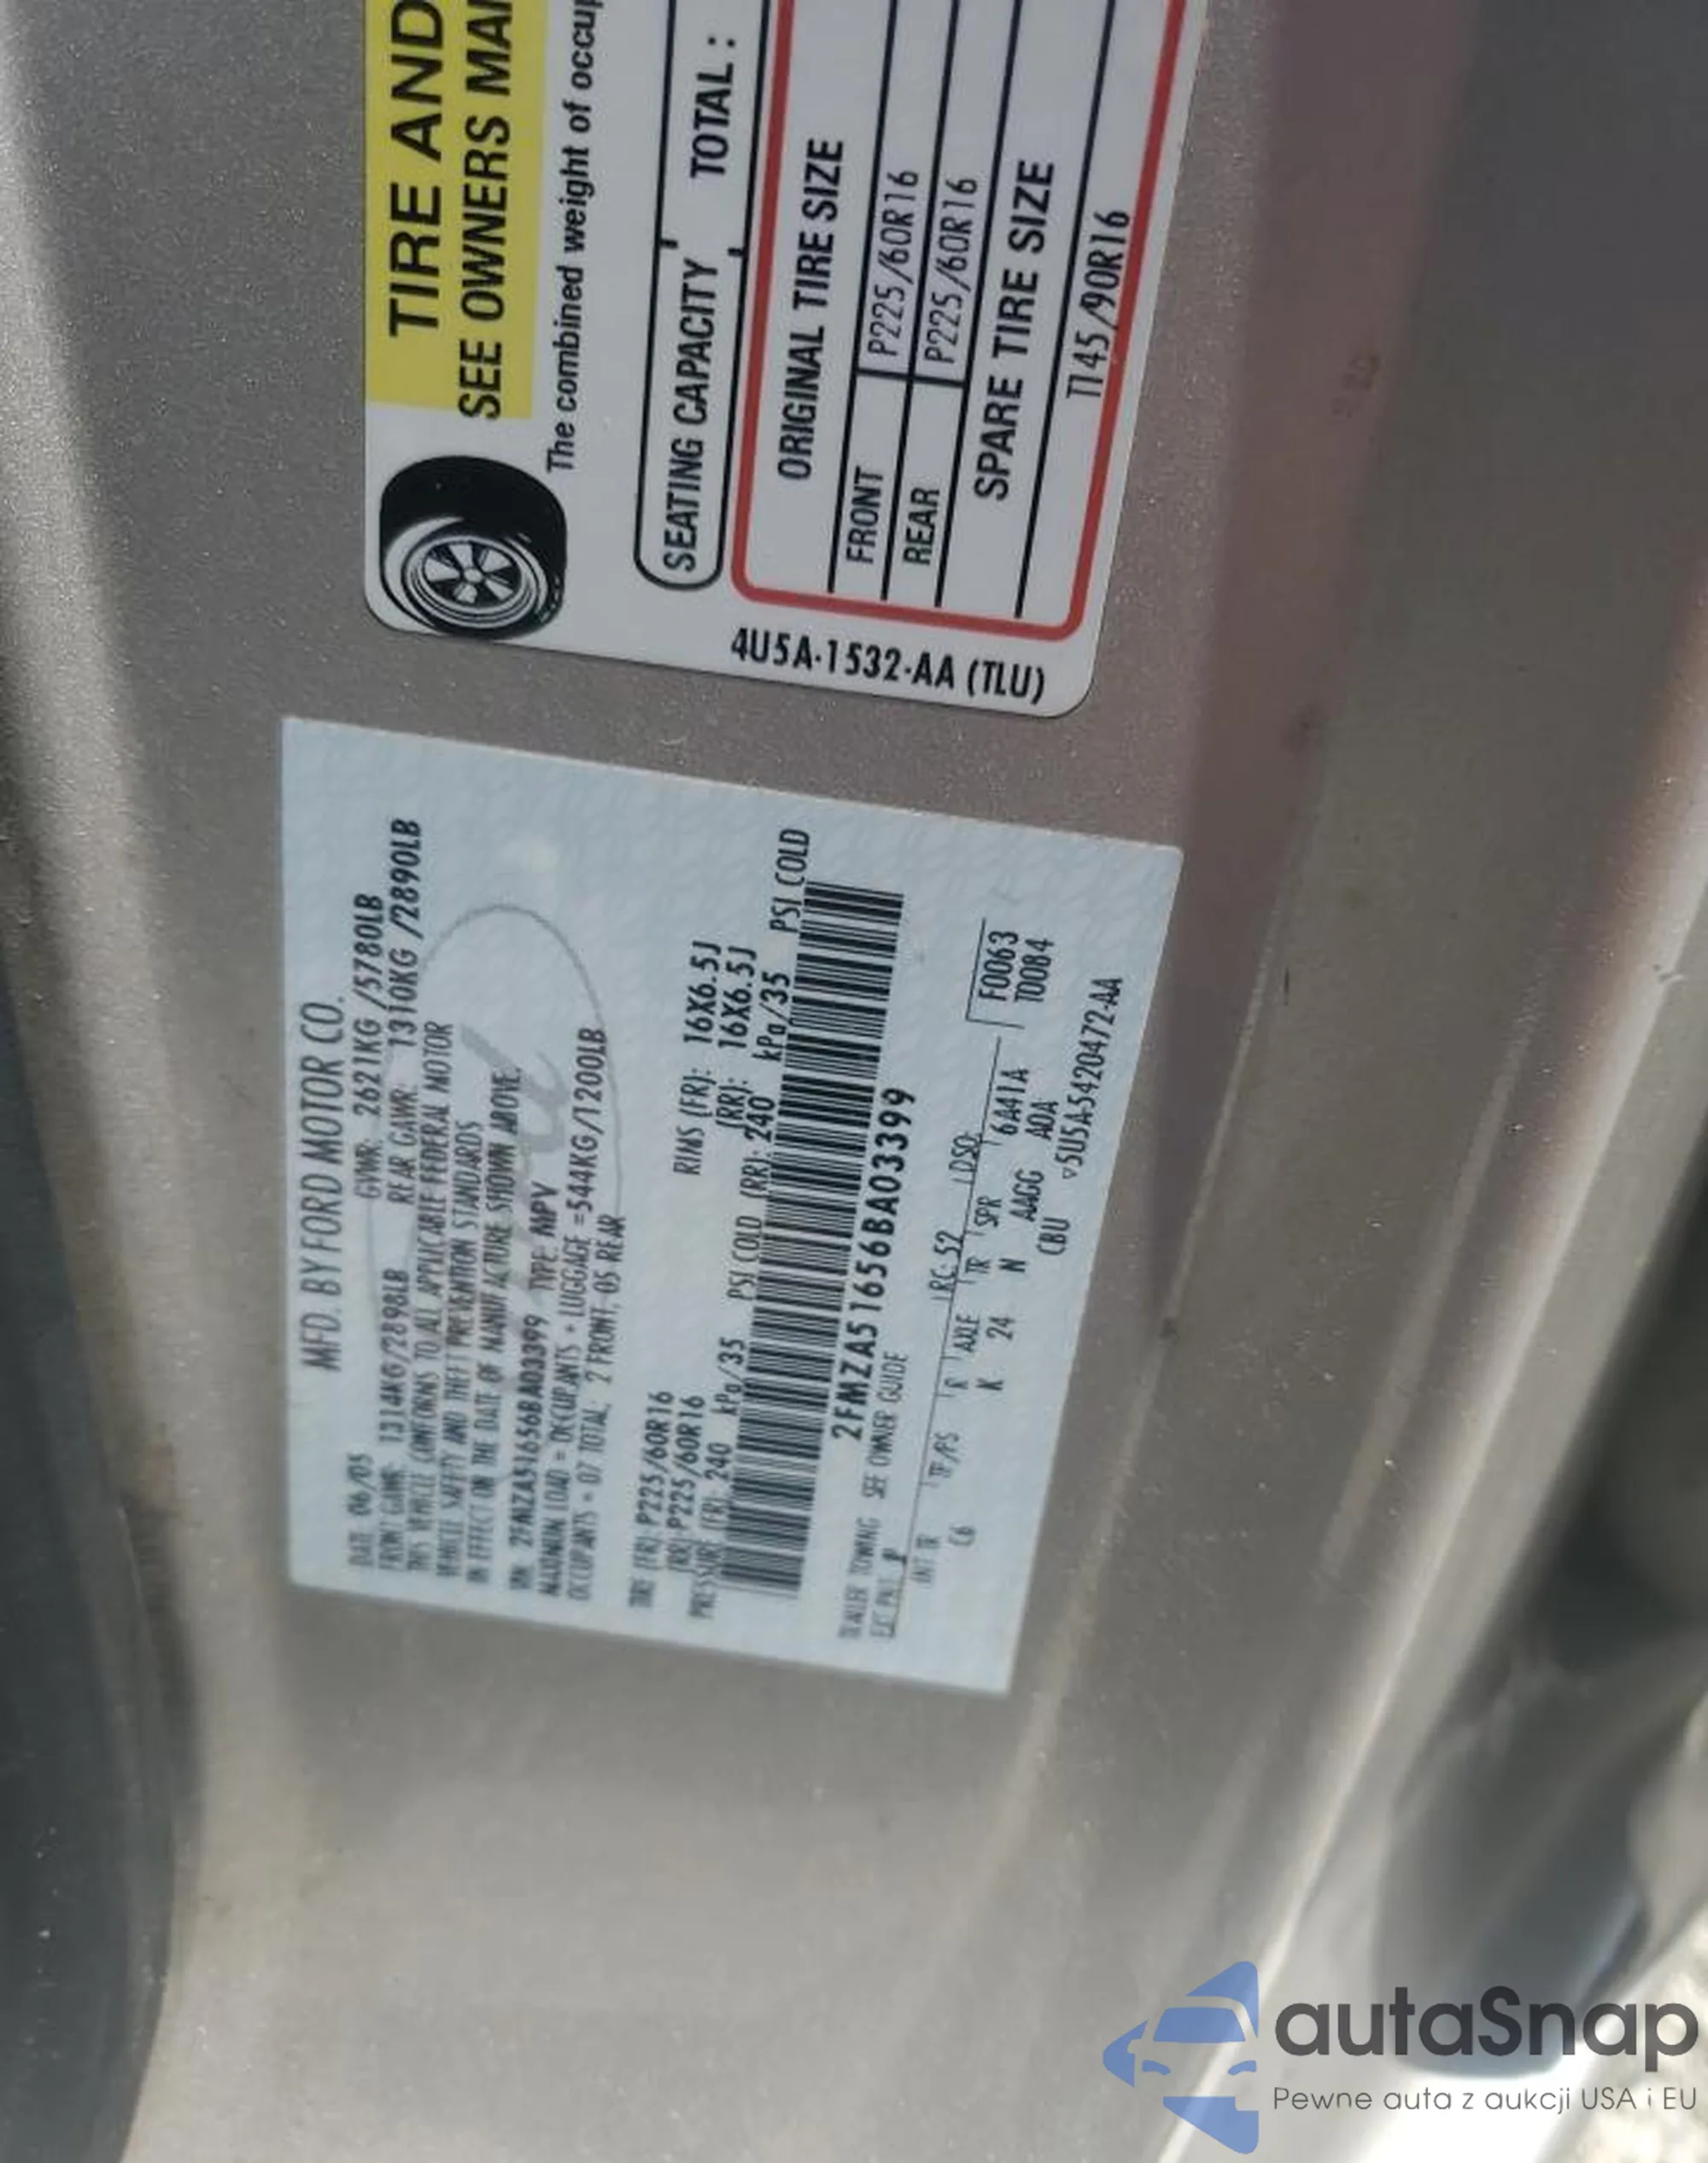 TIRE AND
SEE OWNERS MAN
The combined weight of occup
SEATING CAPACITY
TOTAL :
ORIGINAL TIRE SIZE
FRONT P225/60R16
REAR P225/60R16
SPARE TIRE SIZE
T145/90R16
4U5A-1532-AA (TLU)
MFD. BY FORD MOTOR CO.
DATE 06/05 GVWR: 2621KG /5780LB
FRONT GAWR: 1314KG/2898LB REAR GAWR: 1310KG /2890LB
THIS VEHICLE CONFORMS TO ALL APPLICABLE FEDERAL MOTOR
VEHICLE SAFETY AND THEFT PREVENTION STANDARDS
IN EFFECT ON THE DATE OF MANUFACTURE SHOWN ABOVE.
VIN: 2FMZA51656BA03399 TYPE: MPV
MAXIMUM LOAD = OCCUPANTS + LUGGAGE =544KG/1200LB
OCCUPANTS = 07 TOTAL, 2 FRONT, 05 REAR
TIRE (FR): P225/60R16 RIMS (FR): 16X6.5J
(RR): P225/60R16 (RR): 16X6.5J
PRESSURE (FR): 240 kPa/35 PSI COLD (RR): 240 kPa/35 PSI COLD
2FMZA51656BA03399
DEALER TOWING SEE OWNER GUIDE
EXT PNT: RC: 52 DSO: F0063
INT TR TP/PS R AXLE TR SPR 6A41A T0084
C6 K 24 N AAGG ADA
CBU ▽5U5A5420472-AA
autaSnap
Pewne auta z aukcji USA i EU